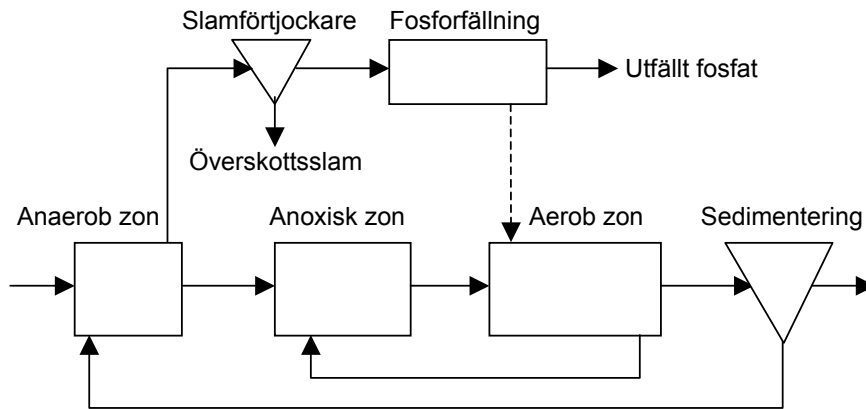 Slamförtjockare
Fosforfällning
Utfällt fosfat
Överskottsslam
Anaerob zon
Anoxisk zon
Aerob zon
Sedimentering